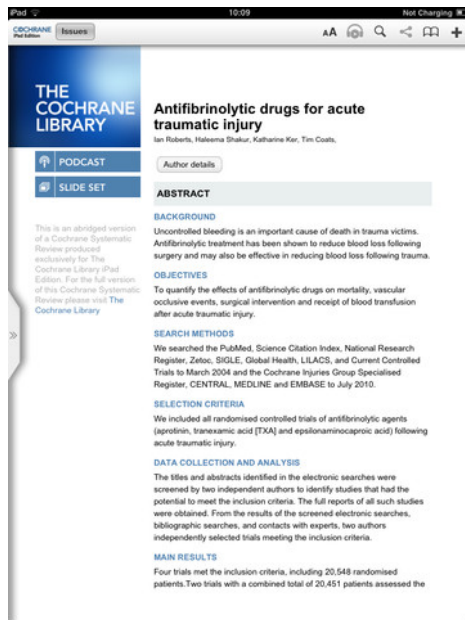 iPad
10:09
Not Charging
COCHRANE
iPad Edition
Issues
AA
THE
COCHRANE
LIBRARY
PODCAST
SLIDE SET
This is an abridged version
of a Cochrane Systematic
Review produced
exclusively for The
Cochrane Library iPad
Edition. For the full version
of this Cochrane Systematic
Review please visit The
Cochrane Library
Antifibrinolytic drugs for acute
traumatic injury
Ian Roberts, Haleema Shakur, Katharine Ker, Tim Coats,
Author details
ABSTRACT
BACKGROUND
Uncontrolled bleeding is an important cause of death in trauma victims.
Antifibrinolytic treatment has been shown to reduce blood loss following
surgery and may also be effective in reducing blood loss following trauma.
OBJECTIVES
To quantify the effects of antifibrinolytic drugs on mortality, vascular
occlusive events, surgical intervention and receipt of blood transfusion
after acute traumatic injury.
SEARCH METHODS
We searched the PubMed, Science Citation Index, National Research
Register, Zetoc, SIGLE, Global Health, LILACS, and Current Controlled
Trials to March 2004 and the Cochrane Injuries Group Specialised
Register, CENTRAL, MEDLINE and EMBASE to July 2010.
SELECTION CRITERIA
We included all randomised controlled trials of antifibrinolytic agents
(aprotinin, tranexamic acid [TXA] and epsilonaminocaproic acid) following
acute traumatic injury.
DATA COLLECTION AND ANALYSIS
The titles and abstracts identified in the electronic searches were
screened by two independent authors to identify studies that had the
potential to meet the inclusion criteria. The full reports of all such studies
were obtained. From the results of the screened electronic searches,
bibliographic searches, and contacts with experts, two authors
independently selected trials meeting the inclusion criteria.
MAIN RESULTS
Four trials met the inclusion criteria, including 20,548 randomised
patients.Two trials with a combined total of 20,451 patients assessed the